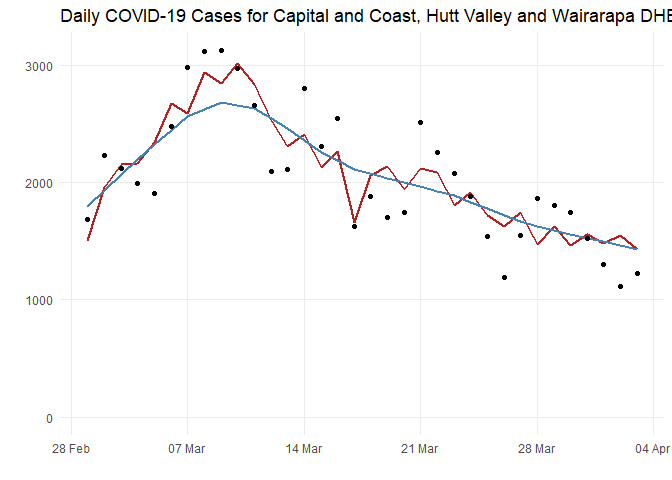 Daily COVID-19 Cases for Capital and Coast, Hutt Valley and Wairarapa DHE
3000
2000
1000
0
28 Feb 07 Mar 14 Mar 21 Mar 28 Mar 04 Apr